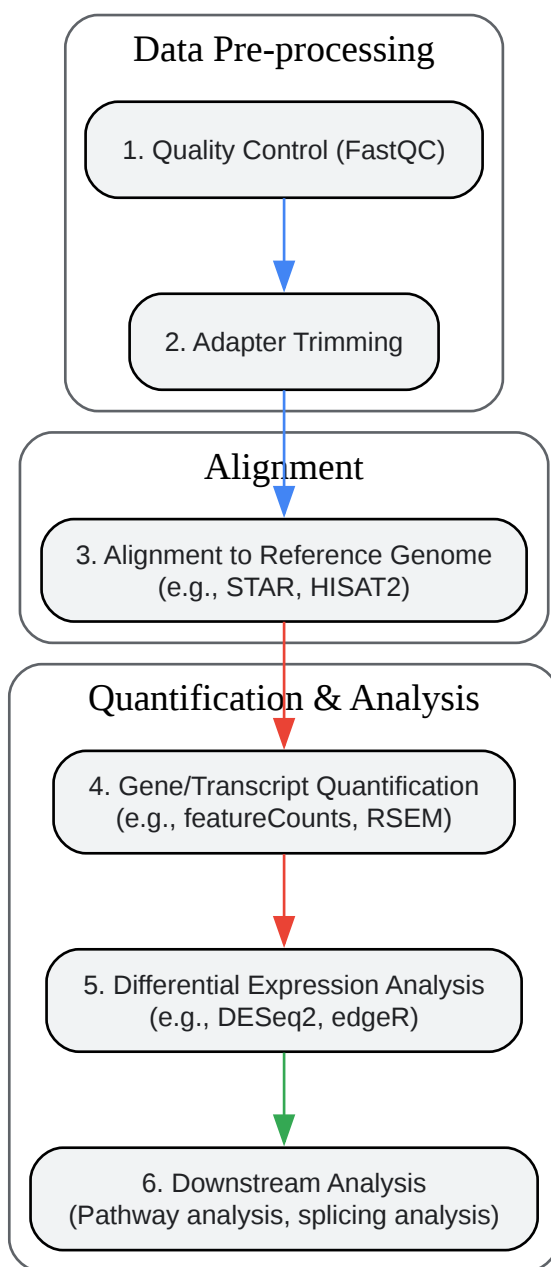 Data Pre-processing
1. Quality Control (FastQC)
2. Adapter Trimming
Alignment
3. Alignment to Reference Genome
(e.g., STAR, HISAT2)
Quantification & Analysis
4. Gene/Transcript Quantification
(e.g., featureCounts, RSEM)
5. Differential Expression Analysis
(e.g., DESeq2, edgeR)
6. Downstream Analysis
(Pathway analysis, splicing analysis)